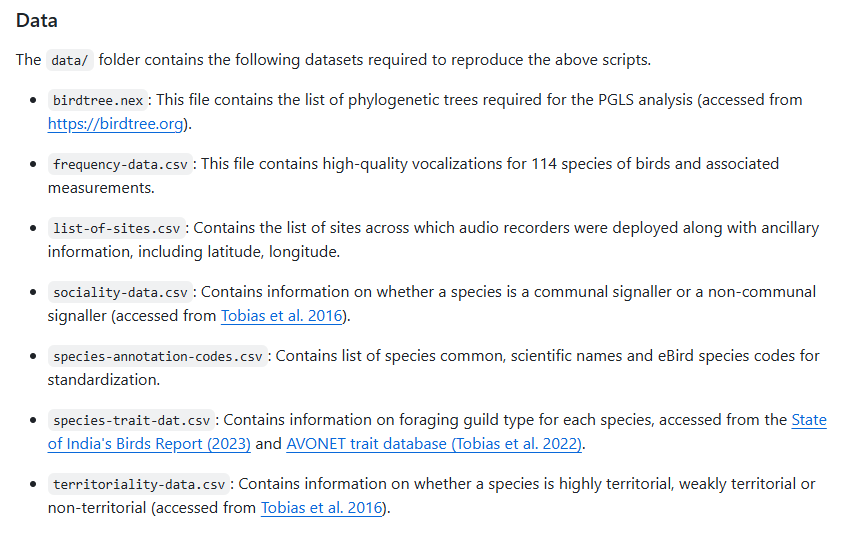 Data
The data/ folder contains the following datasets required to reproduce the above scripts.
• birdtree.nex: This file contains the list of phylogenetic trees required for the PGLS analysis (accessed from
https://birdtree.org).
• frequency-data.csv: This file contains high-quality vocalizations for 114 species of birds and associated
measurements.
• list-of-sites.csv: Contains the list of sites across which audio recorders were deployed along with ancillary
information, including latitude, longitude.
• sociality-data.csv: Contains information on whether a species is a communal signaller or a non-communal
signaller (accessed from Tobias et al. 2016).
• species-annotation-codes.csv: Contains list of species common, scientific names and eBird species codes for
standardization.
• species-trait-dat.csv: Contains information on foraging guild type for each species, accessed from the State
of India's Birds Report (2023) and AVONET trait database (Tobias et al. 2022).
• territoriality-data.csv: Contains information on whether a species is highly territorial, weakly territorial or
non-territorial (accessed from Tobias et al. 2016).